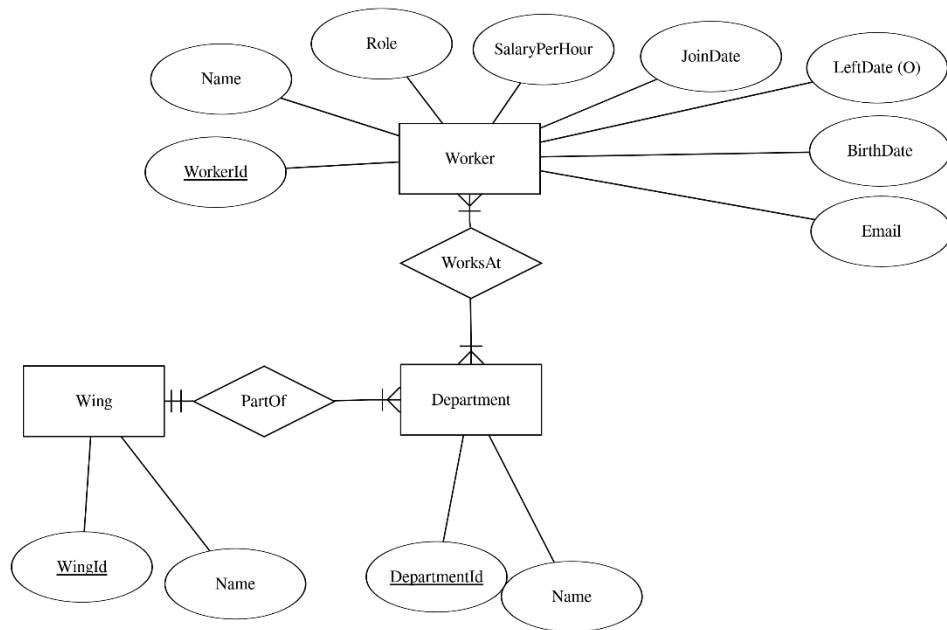 Role
SalaryPerHour
JoinDate
LeftDate (O)
Name
Worker
BirthDate
WorkerId
Email
WorksAt
Wing
PartOf
Department
WingId
Name
DepartmentId
Name